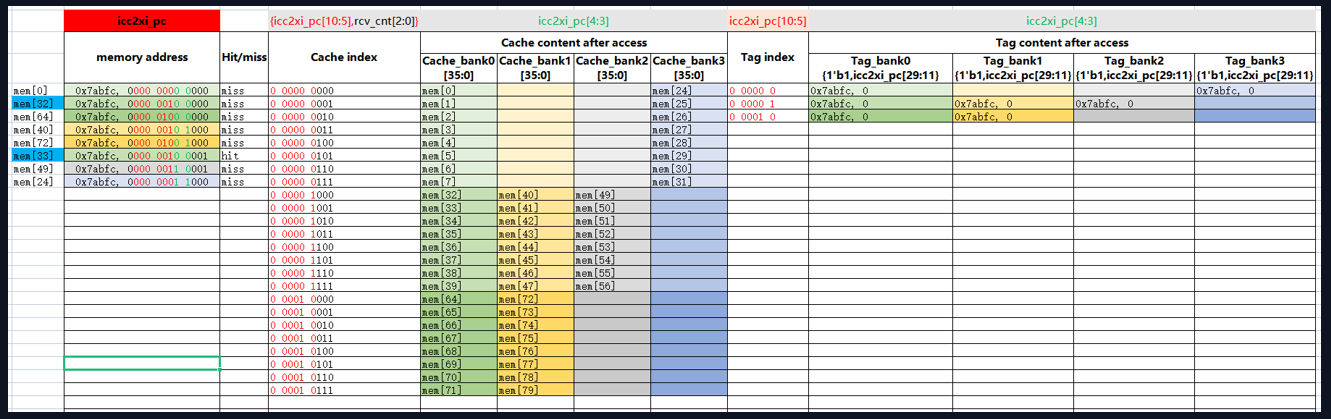 icc2xi_pc {icc2xi_pc[10:5],rcv_cnt[2:0]} icc2xi_pc[4:3] icc2xi_pc[10:5] icc2xi_pc[4:3]
memory address Hit/miss Cache index Cache content after access Tag index Tag content after access
Cache_bank0 Cache_bank1 Cache_bank2 Cache_bank3 Tag_bank0 Tag_bank1 Tag_bank2 Tag_bank3
[35:0] [35:0] [35:0] [35:0] {1'b1,icc2xi_pc[29:11]} {1'b1,icc2xi_pc[29:11]} {1'b1,icc2xi_pc[29:11]} {1'b1,icc2xi_pc[29:11]}
mem[0] 0x7abfc, 0000 0000 0000 miss 0 0000 0000 mem[0] mem[24] 0 0000 0 0x7abfc, 0 0x7abfc, 0
mem[32] 0x7abfc, 0000 0010 0000 miss 0 0000 0001 mem[1] mem[25] 0 0000 1 0x7abfc, 0 0x7abfc, 0 0x7abfc, 0
mem[64] 0x7abfc, 0000 0100 0000 miss 0 0000 0010 mem[2] mem[26] 0 0001 0 0x7abfc, 0 0x7abfc, 0
mem[40] 0x7abfc, 0000 0010 1000 miss 0 0000 0011 mem[3] mem[27]
mem[72] 0x7abfc, 0000 0100 1000 miss 0 0000 0100 mem[4] mem[28]
mem[33] 0x7abfc, 0000 0010 0001 hit 0 0000 0101 mem[5] mem[29]
mem[49] 0x7abfc, 0000 0011 0001 miss 0 0000 0110 mem[6] mem[30]
mem[24] 0x7abfc, 0000 0001 1000 miss 0 0000 0111 mem[7] mem[31]
0 0000 1000 mem[32] mem[40] mem[49]
0 0000 1001 mem[33] mem[41] mem[50]
0 0000 1010 mem[34] mem[42] mem[51]
0 0000 1011 mem[35] mem[43] mem[52]
0 0000 1100 mem[36] mem[44] mem[53]
0 0000 1101 mem[37] mem[45] mem[54]
0 0000 1110 mem[38] mem[46] mem[55]
0 0000 1111 mem[39] mem[47] mem[56]
0 0001 0000 mem[64] mem[72]
0 0001 0001 mem[65] mem[73]
0 0001 0010 mem[66] mem[74]
0 0001 0011 mem[67] mem[75]
0 0001 0100 mem[68] mem[76]
0 0001 0101 mem[69] mem[77]
0 0001 0110 mem[70] mem[78]
0 0001 0111 mem[71] mem[79]